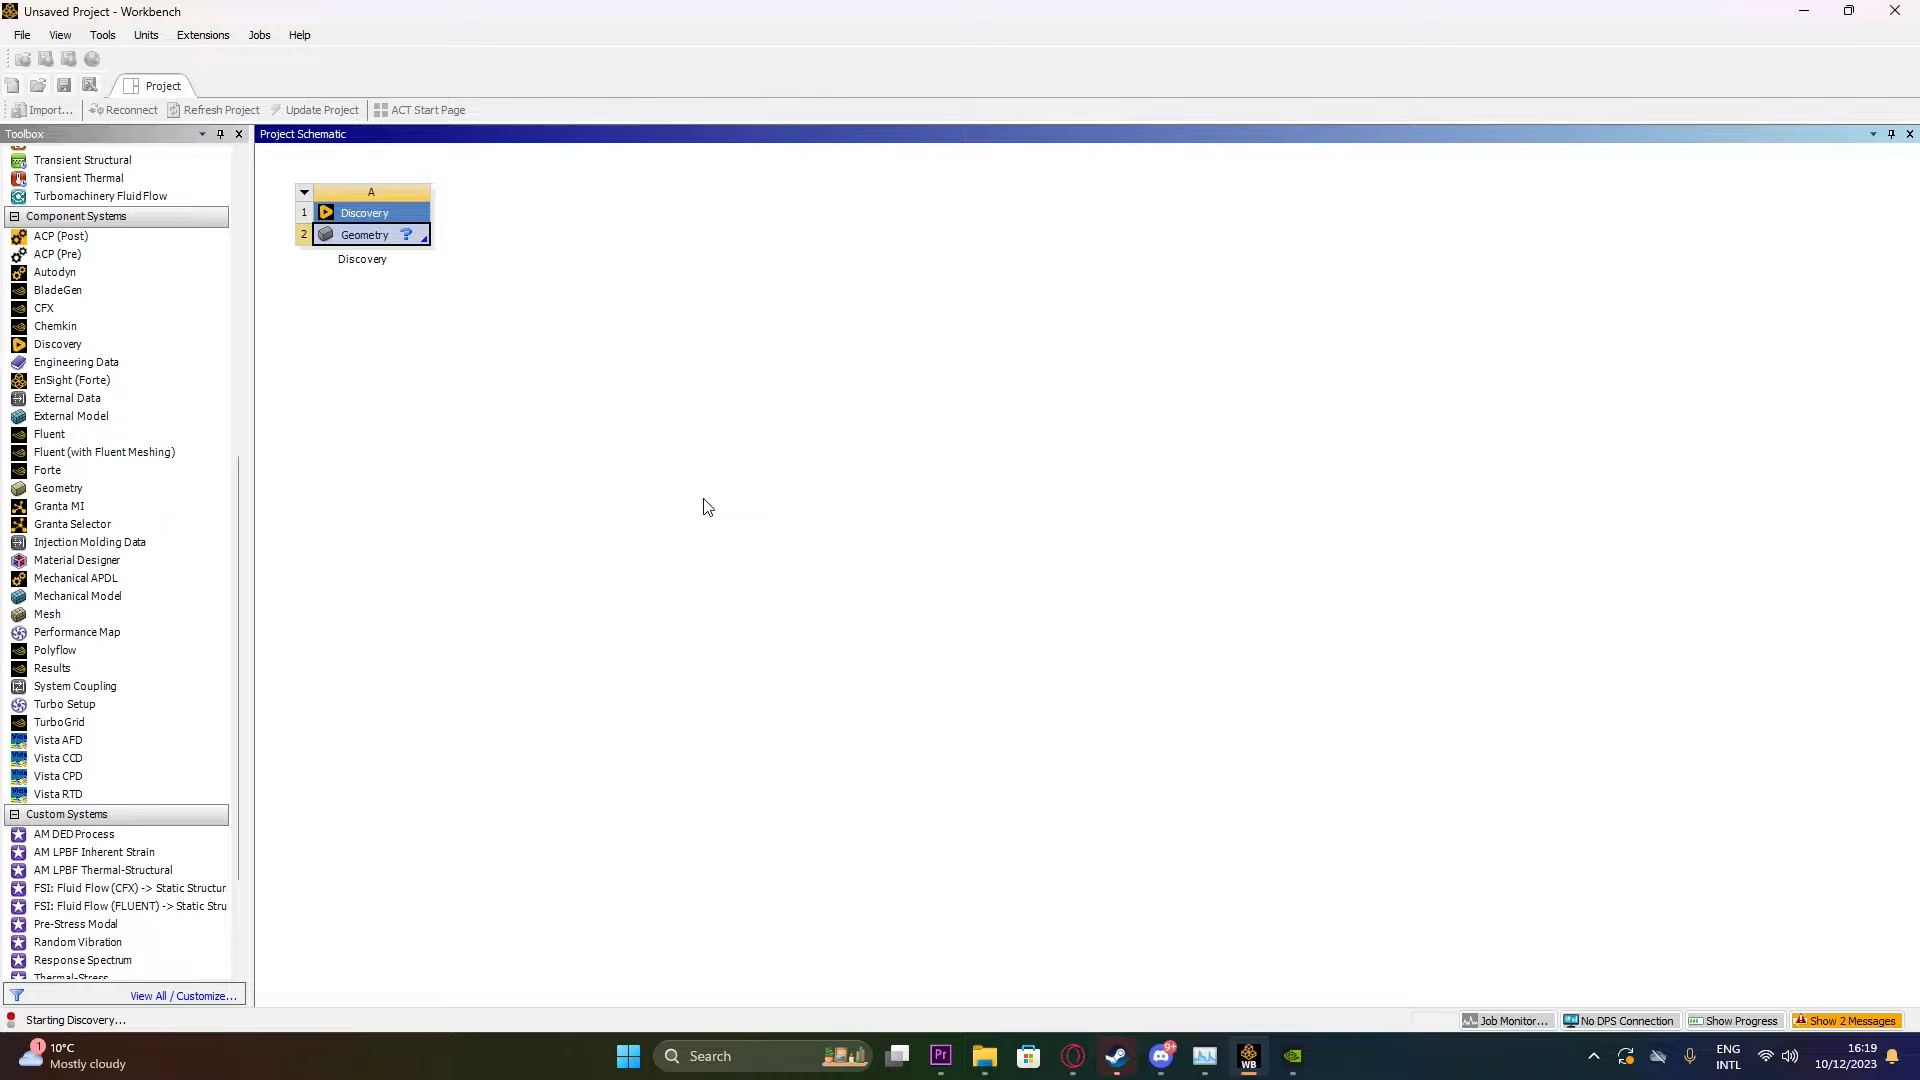 Unsaved Project - Workbench
File View Tools Units Extensions Jobs Help
Project
Import... Reconnect Refresh Project Update Project ACT Start Page
Toolbox
Project Schematic
Transient Structural
Transient Thermal
Turbomachinery Fluid Flow
Component Systems
ACP (Post)
ACP (Pre)
Autodyn
BladeGen
CFX
Chemkin
Discovery
Engineering Data
EnSight (Forte)
External Data
External Model
Fluent
Fluent (with Fluent Meshing)
Forte
Geometry
Granta MI
Granta Selector
Injection Molding Data
Material Designer
Mechanical APDL
Mechanical Model
Mesh
Performance Map
Polyflow
Results
System Coupling
Turbo Setup
TurboGrid
Vista AFD
Vista CCD
Vista CPD
Vista RTD
Custom Systems
AM DED Process
AM LPBF Inherent Strain
AM LPBF Thermal-Structural
FSI: Fluid Flow (CFX) -> Static Structur
FSI: Fluid Flow (FLUENT) -> Static Stru
Pre-Stress Modal
Random Vibration
Response Spectrum
Thermal-Stress
View All / Customize...
A
1 Discovery
2 Geometry ?
Discovery
Starting Discovery...
Job Monitor... No DPS Connection Show Progress Show 2 Messages
1
10°C
Mostly cloudy
Search
Pr
9+
WB
ENG
INTL
16:19
10/12/2023